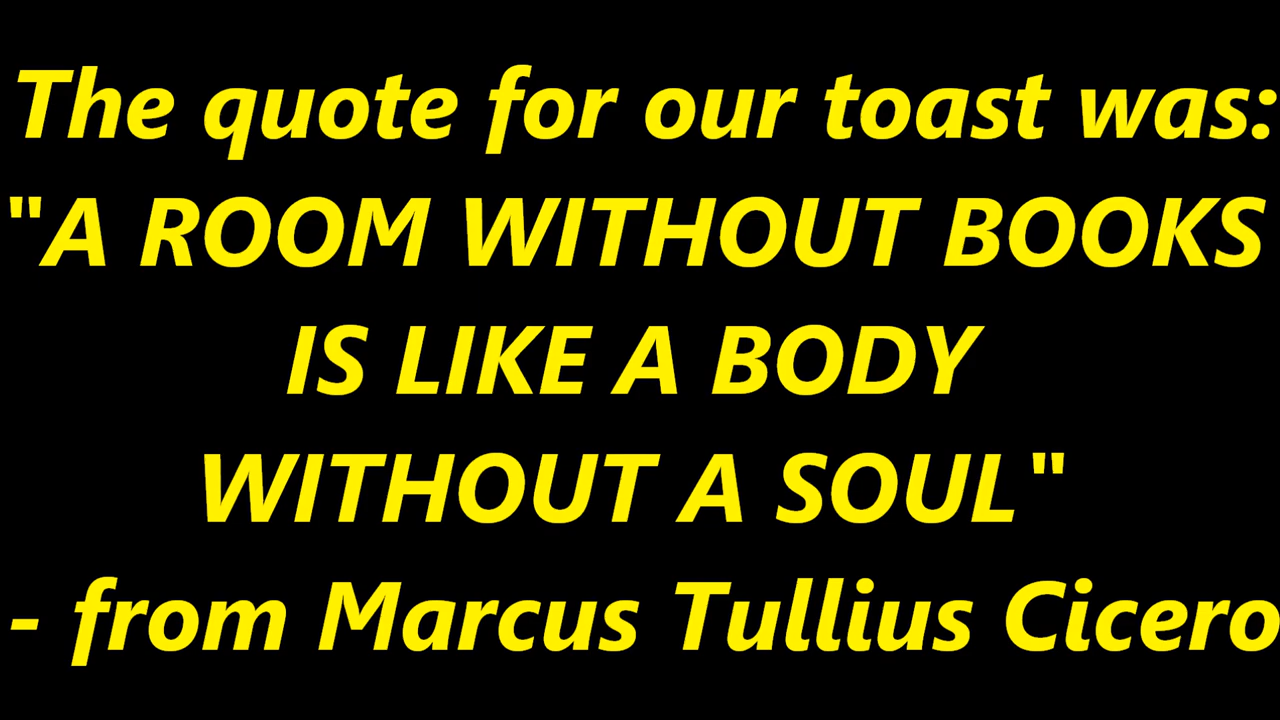 The quote for our toast was:
"A ROOM WITHOUT BOOKS
IS LIKE A BODY
WITHOUT A SOUL"
- from Marcus Tullius Cicero